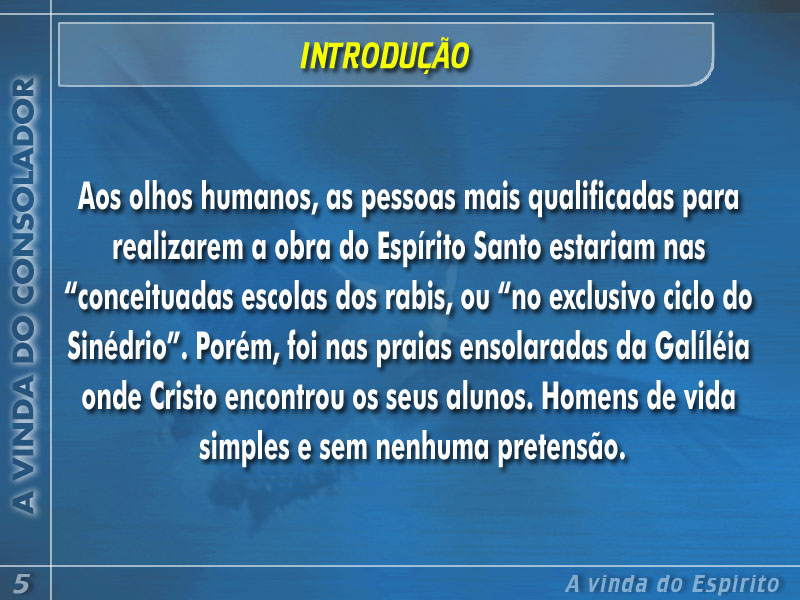 INTRODUÇÃO
A VINDA DO CONSOLADOR
Aos olhos humanos, as pessoas mais qualificadas para
realizarem a obra do Espírito Santo estariam nas
“conceituadas escolas dos rabis, ou “no exclusivo ciclo do
Sinédrio”. Porém, foi nas praias ensolaradas da Galíléia
onde Cristo encontrou os seus alunos. Homens de vida
simples e sem nenhuma pretensão.
5
A vinda do Espírito